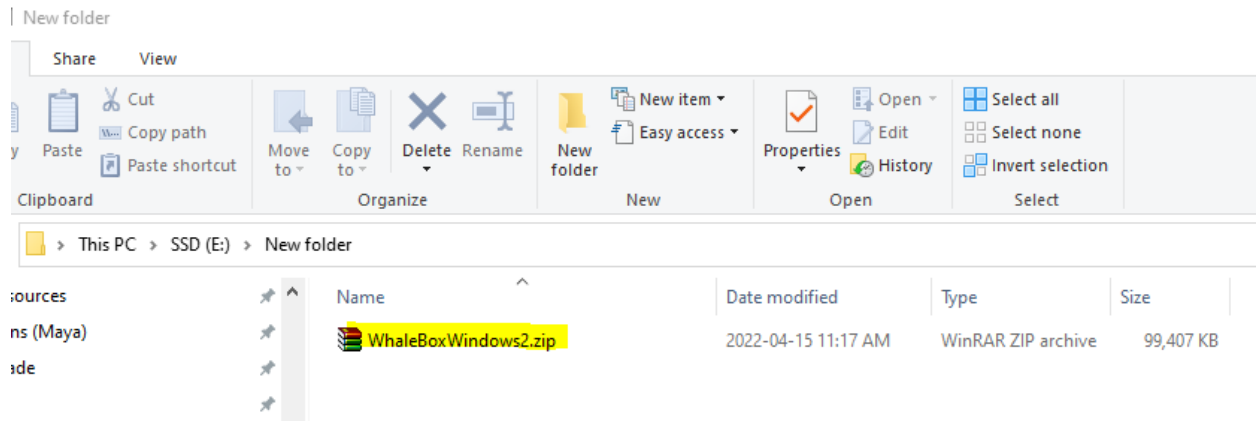 New folder
Share View
Cut
Copy path
Paste shortcut
Paste
Clipboard
Move to
Copy to
Delete
Rename
Organize
New folder
New item
Easy access
New
Properties
Open
Edit
History
Open
Select all
Select none
Invert selection
Select
This PC > SSD (E:) > New folder
sources
ns (Maya)
ade
Name Date modified Type Size
WhaleBoxWindows2.zip 2022-04-15 11:17 AM WinRAR ZIP archive 99,407 KB